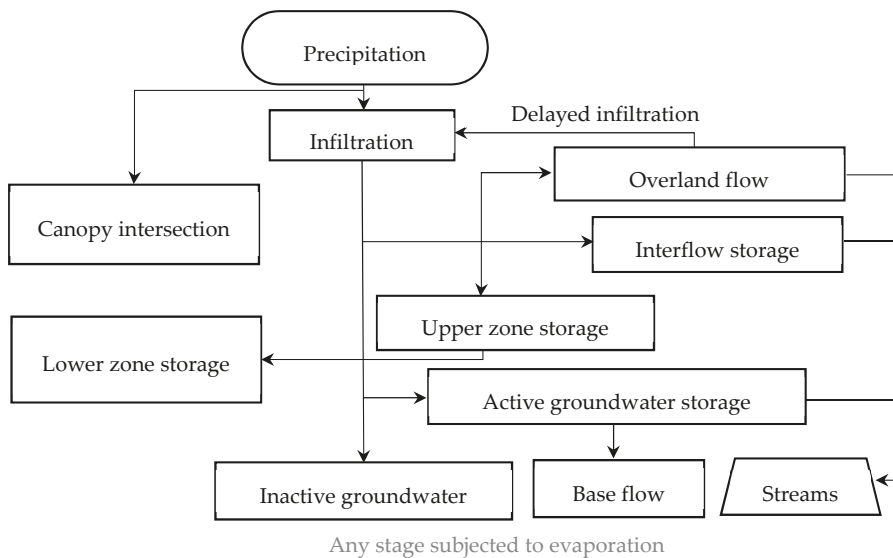 Precipitation
Delayed infiltration
Infiltration
Overland flow
Canopy intersection
Interflow storage
Upper zone storage
Lower zone storage
Active groundwater storage
Inactive groundwater
Base flow
Streams
Any stage subjected to evaporation